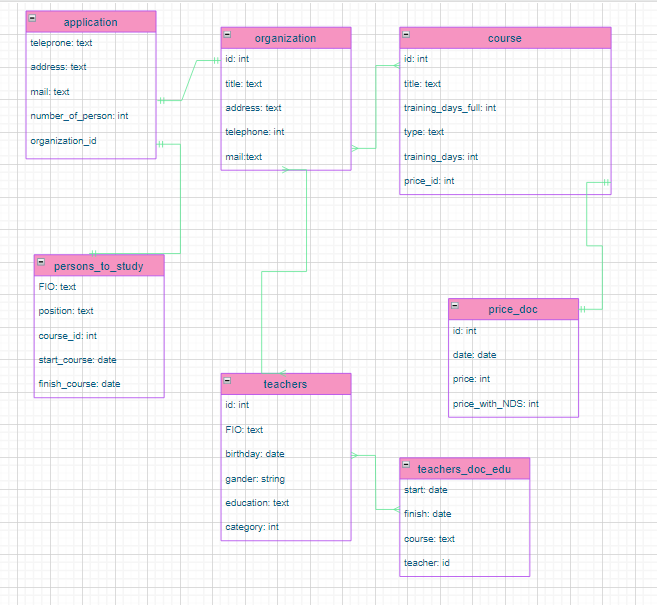 application
teleprone: text
address: text
mail: text
number_of_person: int
organization_id
organization
id: int
title: text
address: text
telephone: int
mail:text
course
id: int
title: text
training_days_full: int
type: text
training_days: int
price_id: int
persons_to_study
FIO: text
position: text
course_id: int
start_course: date
finish_course: date
price_doc
id: int
date: date
price: int
price_with_NDS: int
teachers
id: int
FIO: text
birthday: date
gander: string
education: text
category: int
teachers_doc_edu
start: date
finish: date
course: text
teacher: id